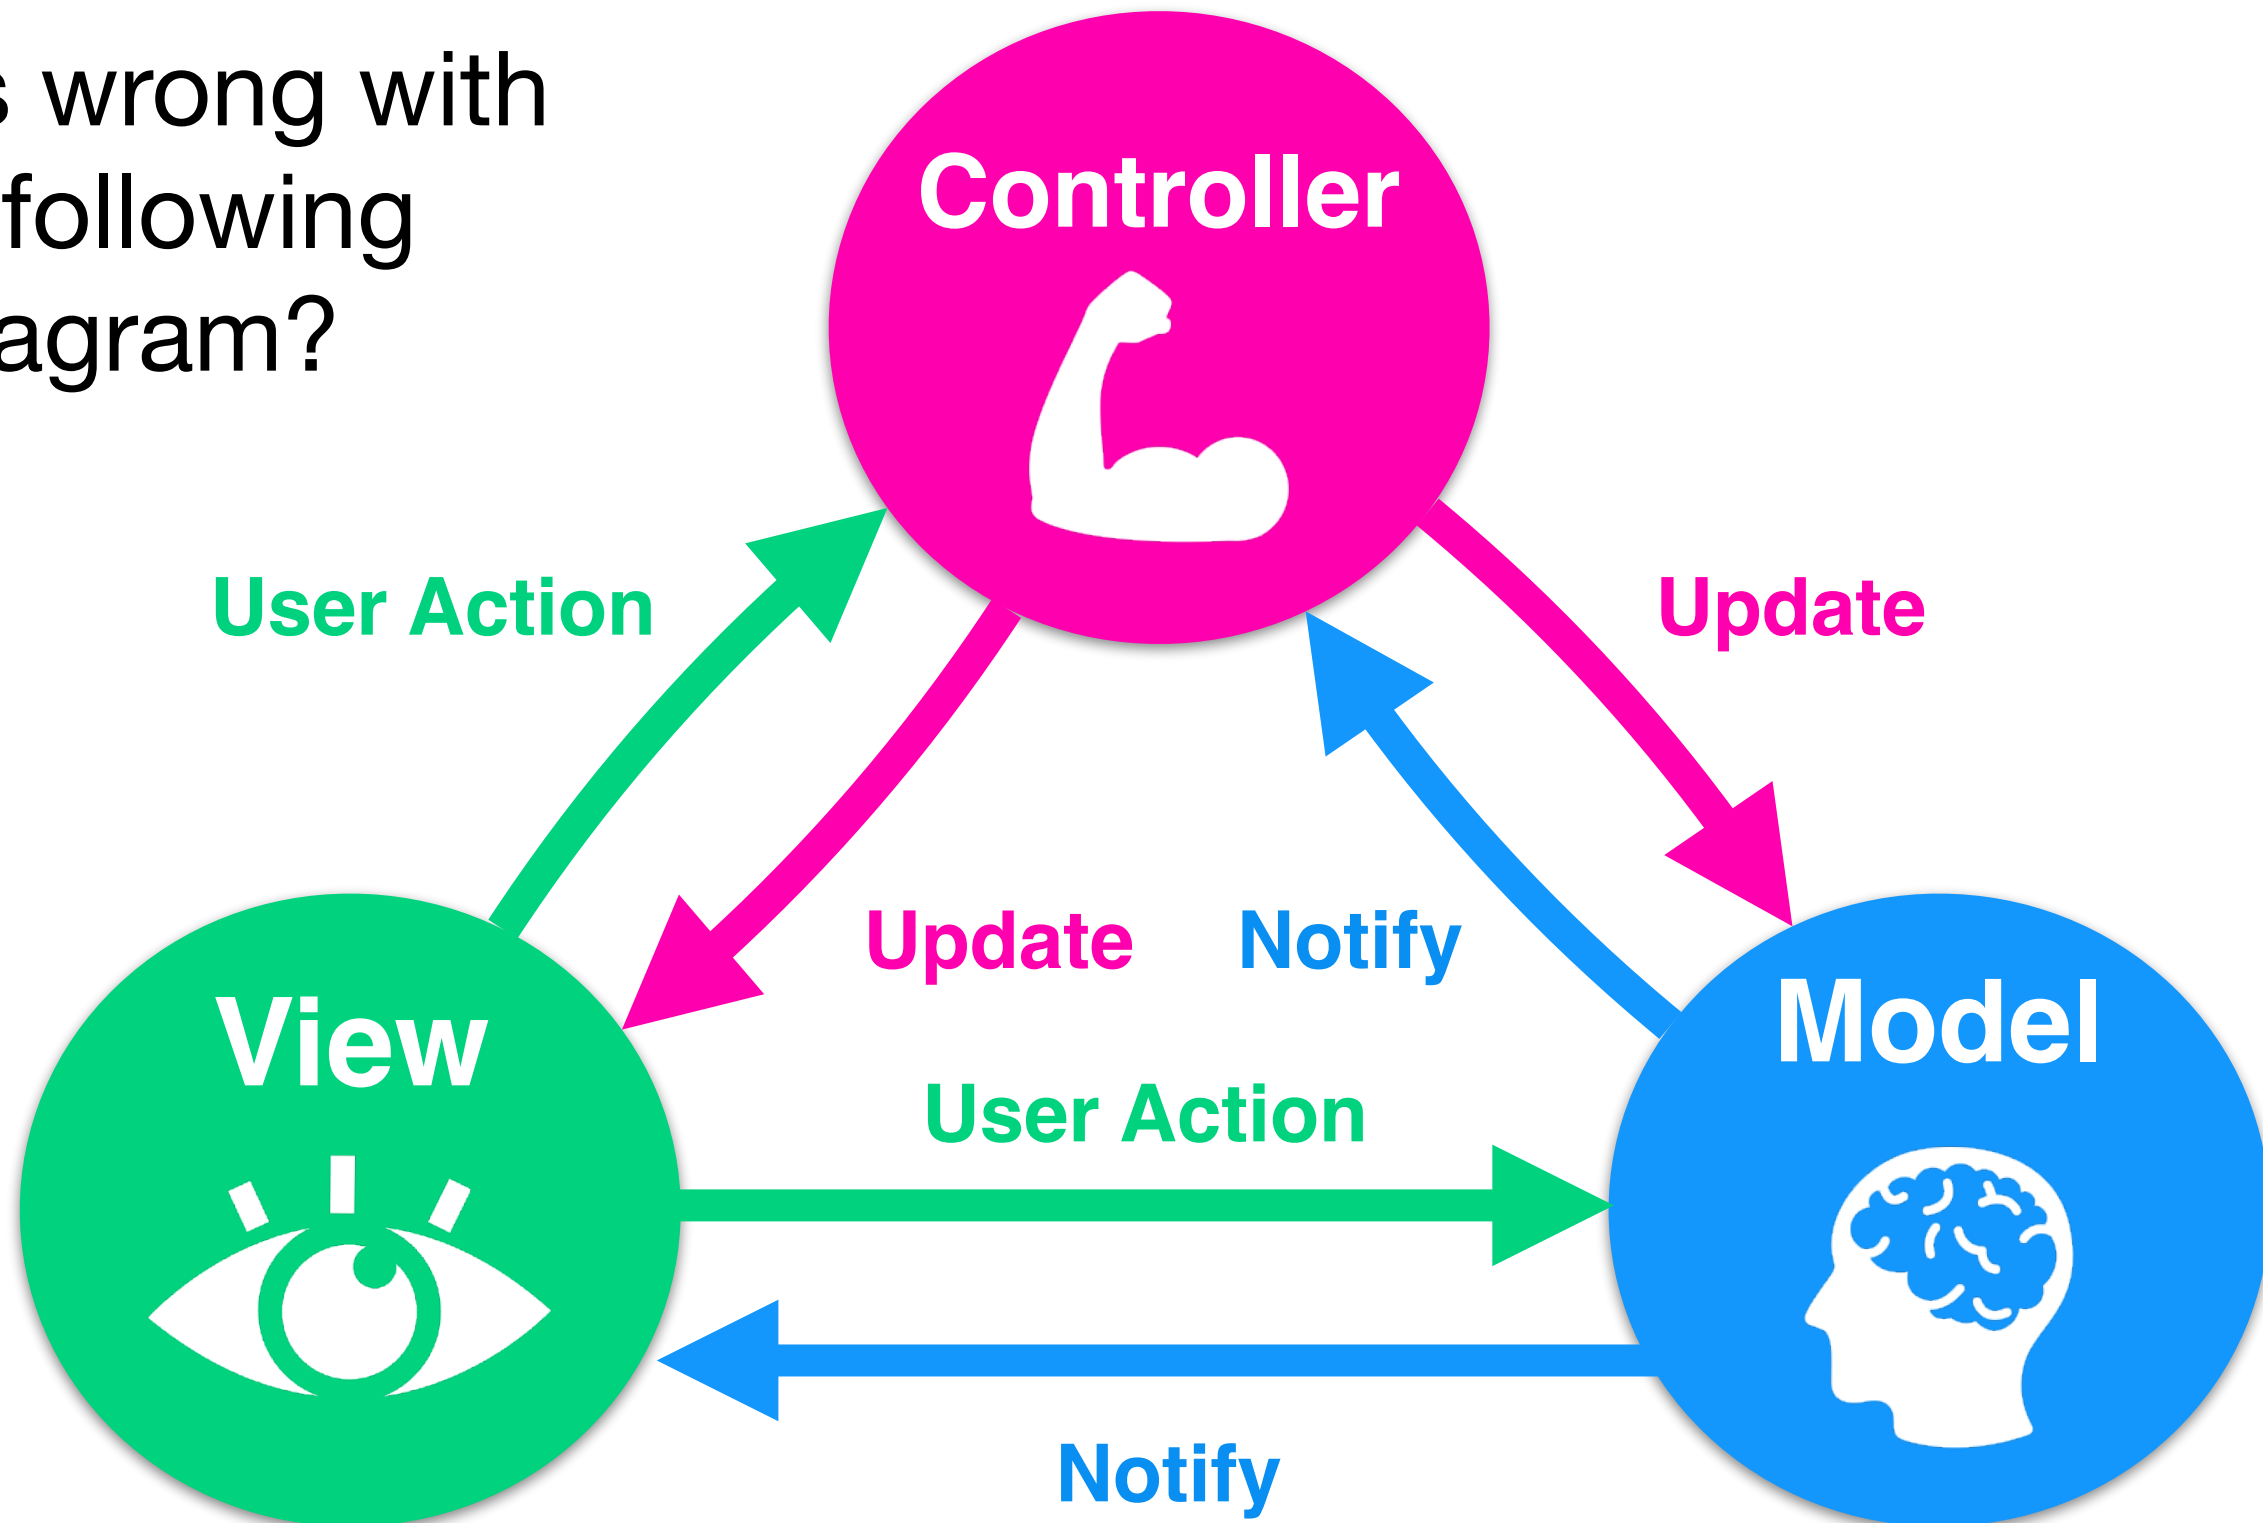 wrong with
following
agram?
Controller
User Action
Update
Update
Notify
View
Model
User Action
Notify